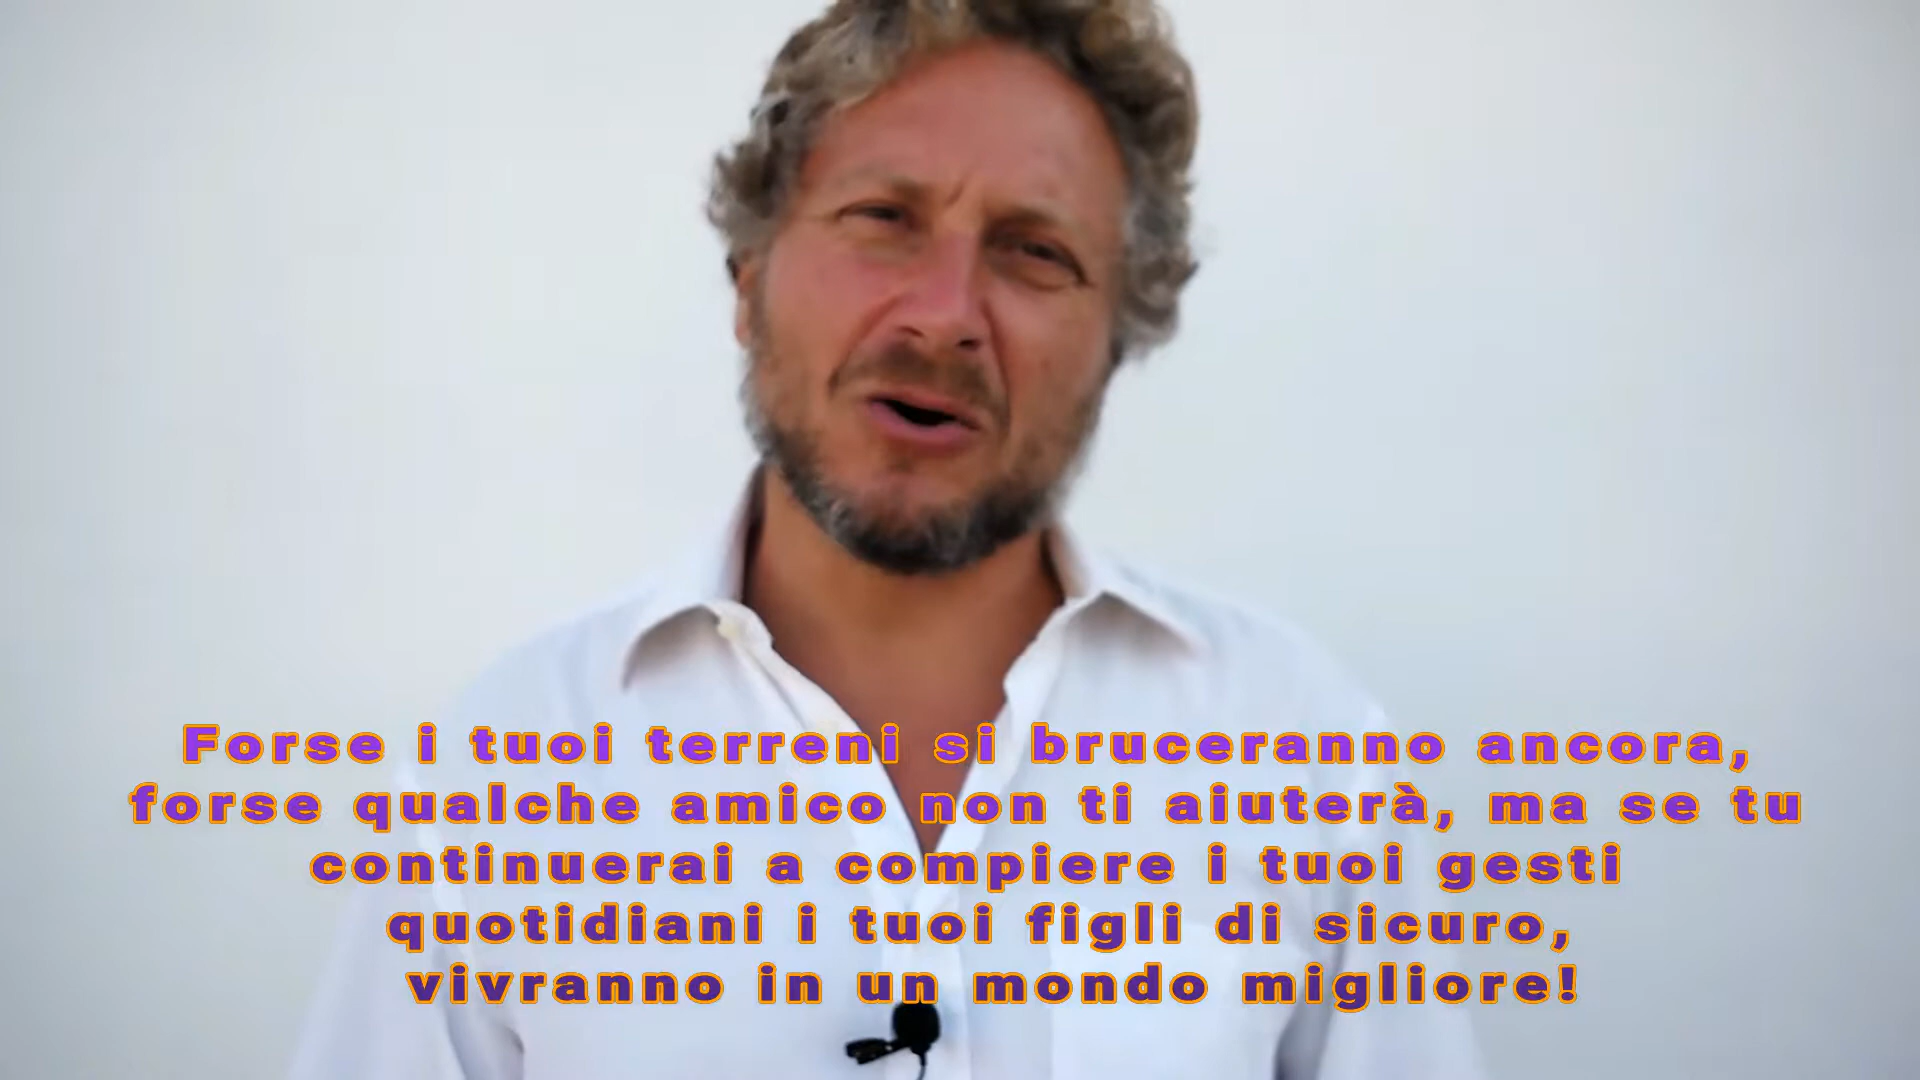 Forse i tuoi terreni si bruceranno ancora,
forse qualche amico non ti aiuterà, ma se tu
continuerai a compiere i tuoi gesti
quotidiani i tuoi figli di sicuro,
vivranno in un mondo migliore!